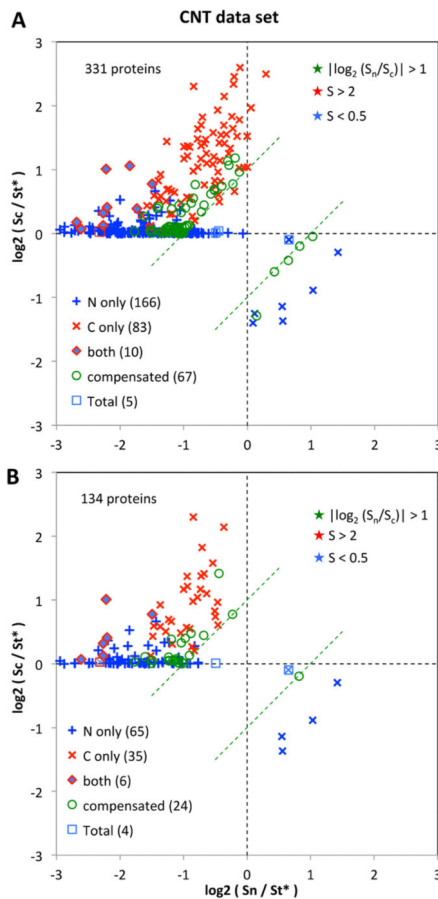 CNT data set
A
331 proteins
★ |log₂ (Sₙ/S꜀)| > 1
★ S > 2
★ S < 0.5
N only (166)
C only (83)
both (10)
compensated (67)
Total (5)
log2 ( Sc / St* )
3
2
1
0
-1
-2
-3
-3 -2 -1 0 1 2 3
B
134 proteins
★ |log₂ (Sₙ/S꜀)| > 1
★ S > 2
★ S < 0.5
N only (65)
C only (35)
both (6)
compensated (24)
Total (4)
log2 ( Sc / St* )
3
2
1
0
-1
-2
-3
-3 -2 -1 0 1 2 3
log2 ( Sn / St* )